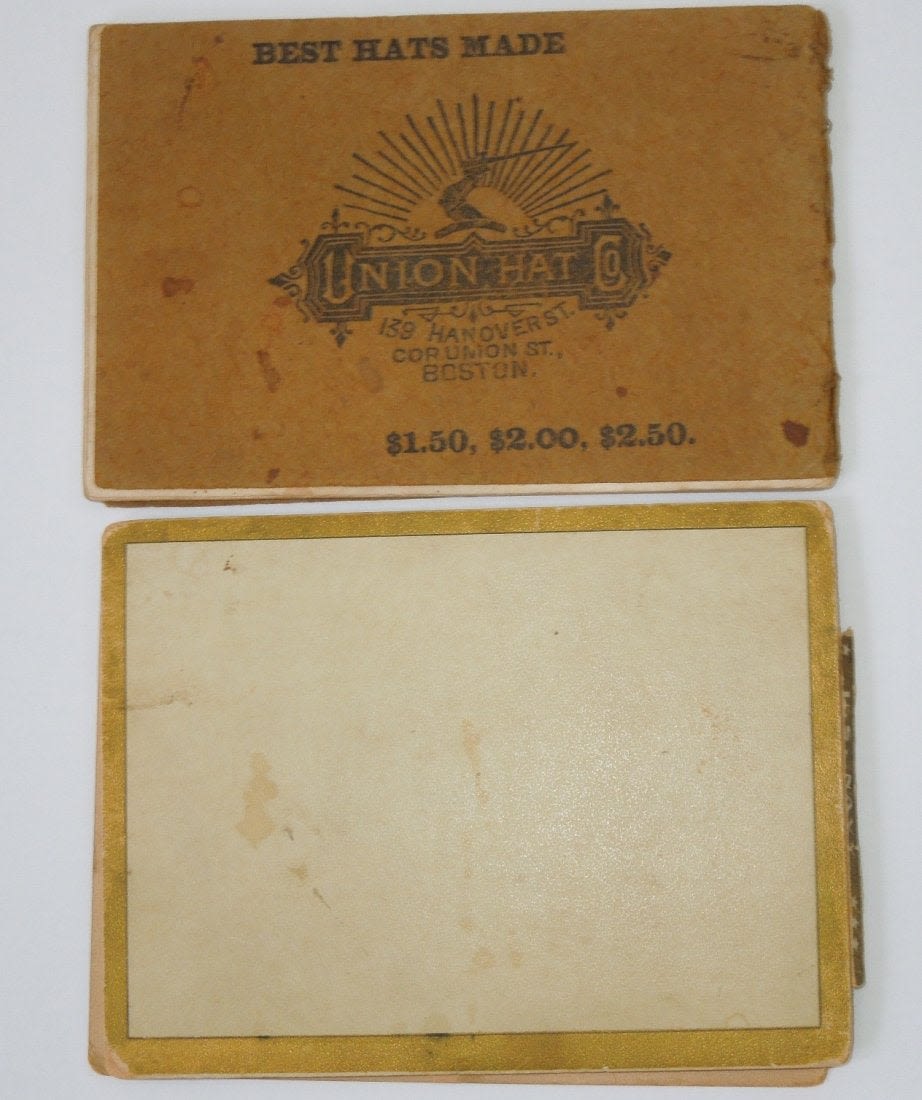 BEST HATS MADE
UNION HAT CO.
139 HANOVER ST.
COR UNION ST.,
BOSTON.
$1.50, $2.00, $2.50.